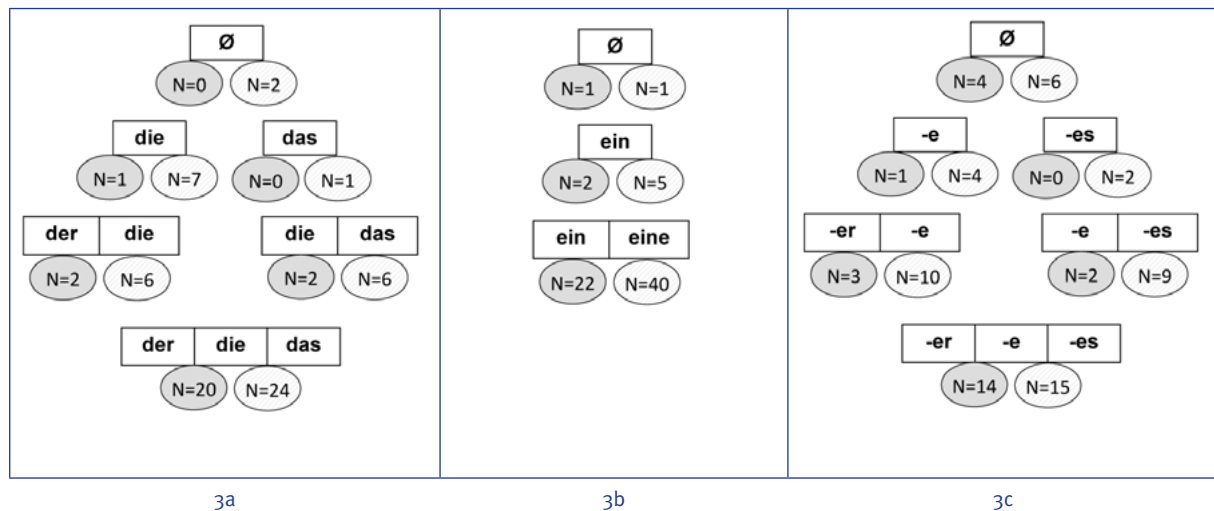 Ø
N=0 N=2
die das
N=1 N=7 N=0 N=1
der die die das
N=2 N=6 N=2 N=6
der die das
N=20 N=24
3a
Ø
N=1 N=1
ein
N=2 N=5
ein eine
N=22 N=40
3b
Ø
N=4 N=6
-e -es
N=1 N=4 N=0 N=2
-er -e -e -es
N=3 N=10 N=2 N=9
-er -e -es
N=14 N=15
3c